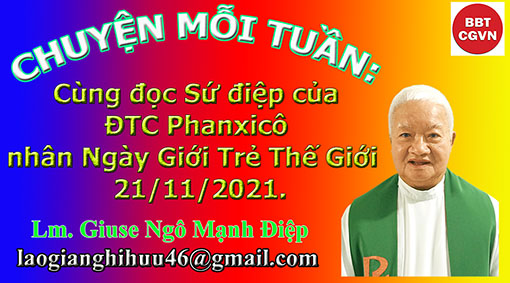 BBT
CGVN
CHUYỆN MỖI TUẦN:
Cùng đọc Sứ điệp của
ĐTC Phanxicô
nhân Ngày Giới Trẻ Thế Giới
21/11/2021.
Lm. Giuse Ngô Mạnh Điệp
laogianghihuu46@gmail.com